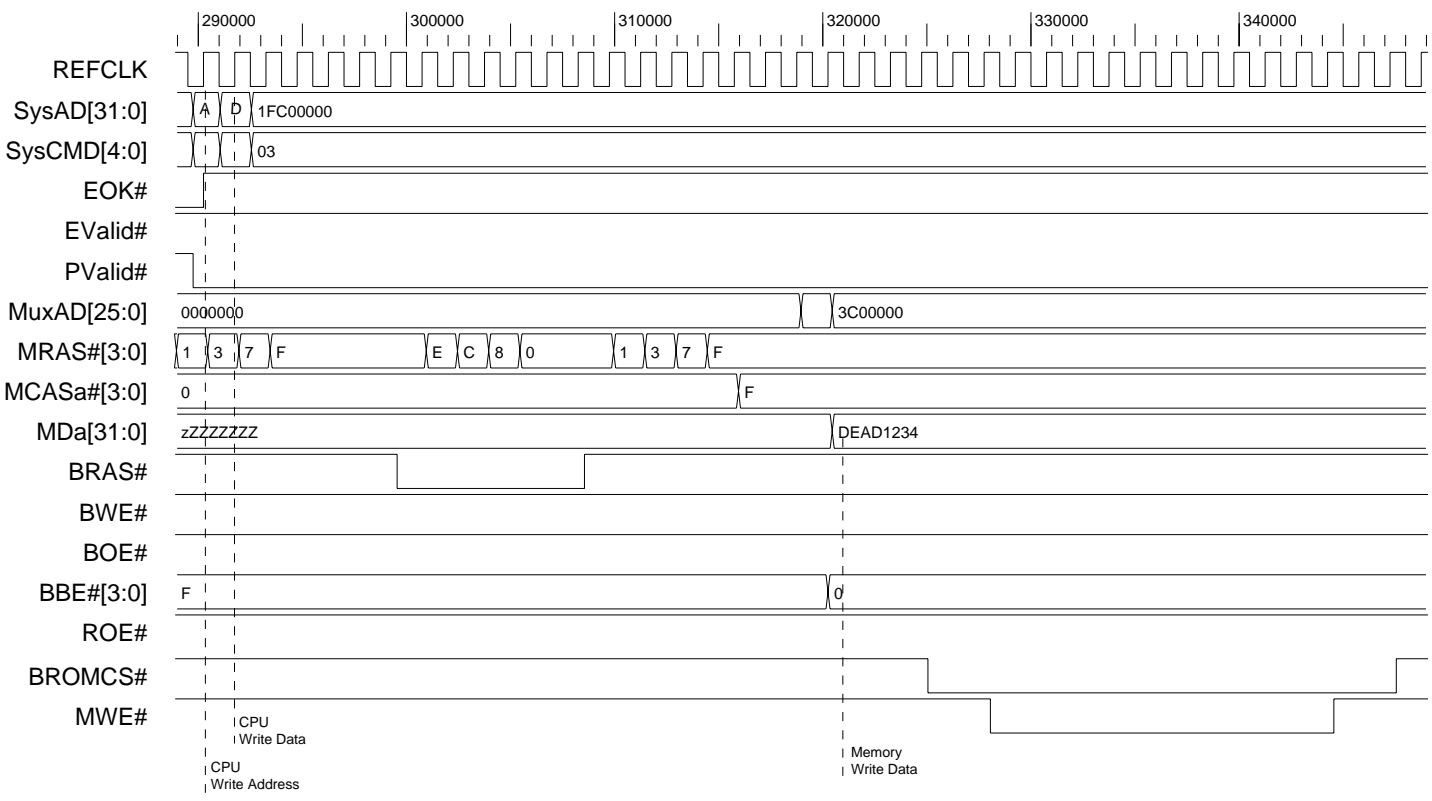 290000 300000 310000 320000 330000 340000
REFCLK
SysAD[31:0] A D 1FC00000
SysCMD[4:0] 03
EOK#
EValid#
PValid#
MuxAD[25:0] 0000000 3C00000
MRAS#[3:0] 1 3 7 F E C 8 0 1 3 7 F
MCASa#[3:0] 0 F
MDa[31:0] zZZZZZZZ DEAD1234
BRAS#
BWE#
BOE#
BBE#[3:0] F 0
ROE#
BROMCS#
MWE#
CPU
Write Data
Memory
Write Data
CPU
Write Address